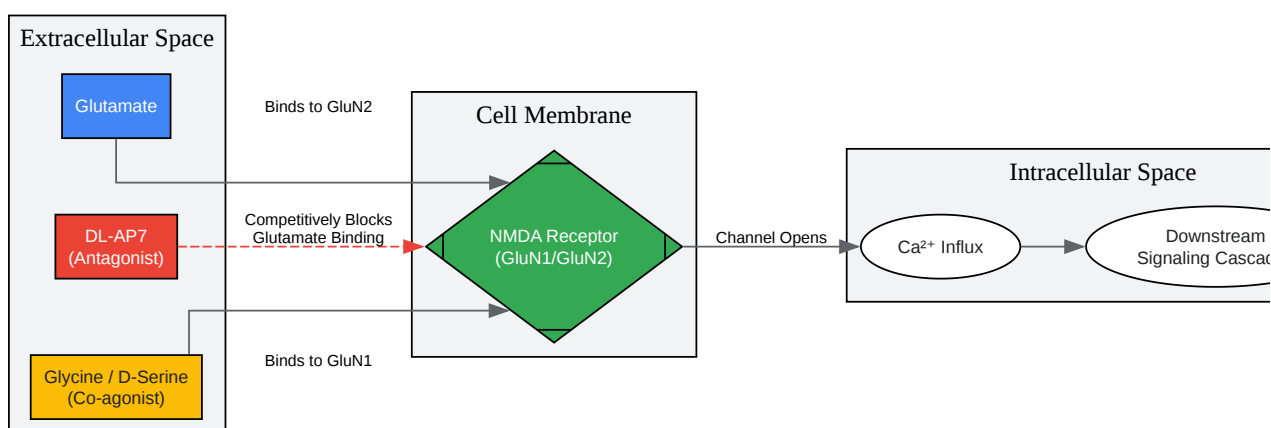 Extracellular Space
Glutamate
Binds to GluN2
DL-AP7
(Antagonist)
Competitively Blocks
Glutamate Binding
Glycine / D-Serine
(Co-agonist)
Binds to GluN1
Cell Membrane
NMDA Receptor
(GluN1/GluN2)
Channel Opens
Intracellular Space
Ca²⁺ Influx
Downstream
Signaling